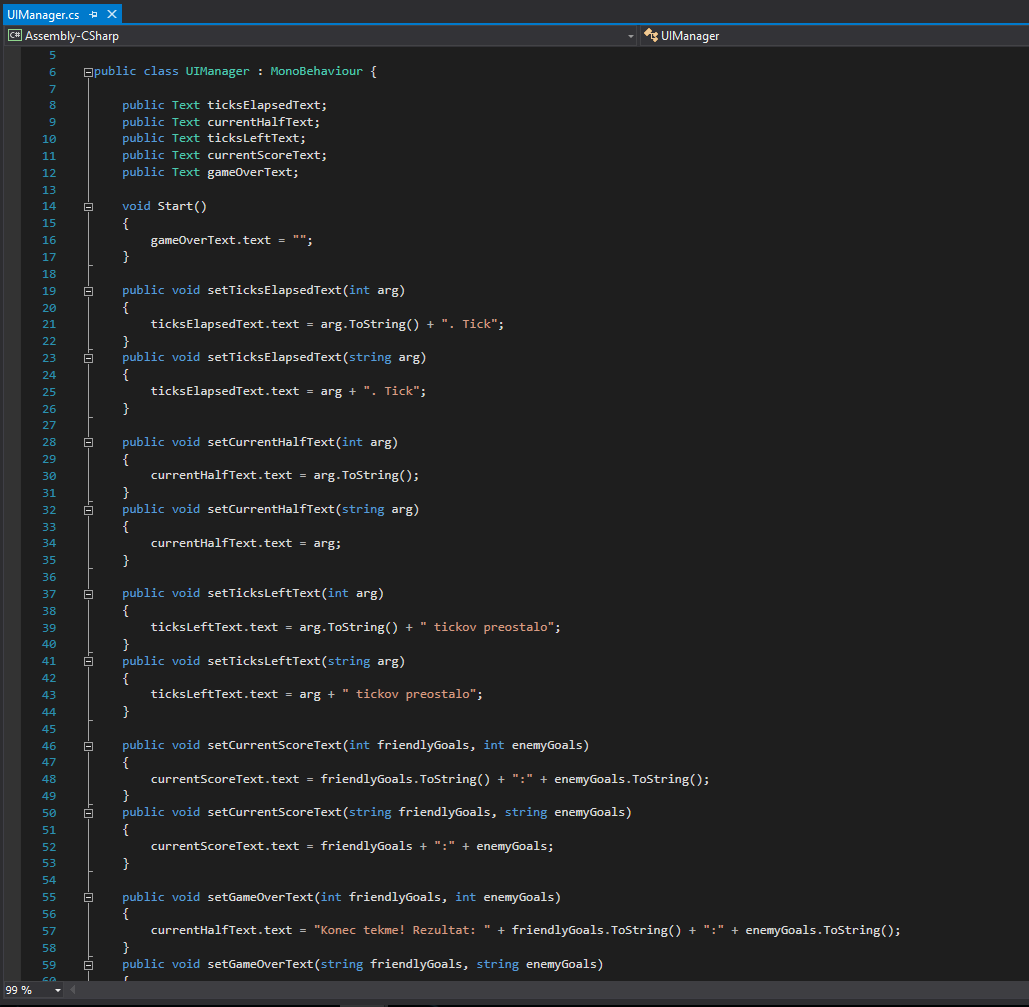 UIManager.cs
C# Assembly-CSharp UIManager
5
6 public class UIManager : MonoBehaviour {
7
8 public Text ticksElapsedText;
9 public Text currentHalfText;
10 public Text ticksLeftText;
11 public Text currentScoreText;
12 public Text gameOverText;
13
14 void Start()
15 {
16 gameOverText.text = "";
17 }
18
19 public void setTicksElapsedText(int arg)
20 {
21 ticksElapsedText.text = arg.ToString() + ". Tick";
22 }
23 public void setTicksElapsedText(string arg)
24 {
25 ticksElapsedText.text = arg + ". Tick";
26 }
27
28 public void setCurrentHalfText(int arg)
29 {
30 currentHalfText.text = arg.ToString();
31 }
32 public void setCurrentHalfText(string arg)
33 {
34 currentHalfText.text = arg;
35 }
36
37 public void setTicksLeftText(int arg)
38 {
39 ticksLeftText.text = arg.ToString() + " tickov preostalo";
40 }
41 public void setTicksLeftText(string arg)
42 {
43 ticksLeftText.text = arg + " tickov preostalo";
44 }
45
46 public void setCurrentScoreText(int friendlyGoals, int enemyGoals)
47 {
48 currentScoreText.text = friendlyGoals.ToString() + ":" + enemyGoals.ToString();
49 }
50 public void setCurrentScoreText(string friendlyGoals, string enemyGoals)
51 {
52 currentScoreText.text = friendlyGoals + ":" + enemyGoals;
53 }
54
55 public void setGameOverText(int friendlyGoals, int enemyGoals)
56 {
57 currentHalfText.text = "Konec tekme! Rezultat: " + friendlyGoals.ToString() + ":" + enemyGoals.ToString();
58 }
59 public void setGameOverText(string friendlyGoals, string enemyGoals)
60 {
99 %